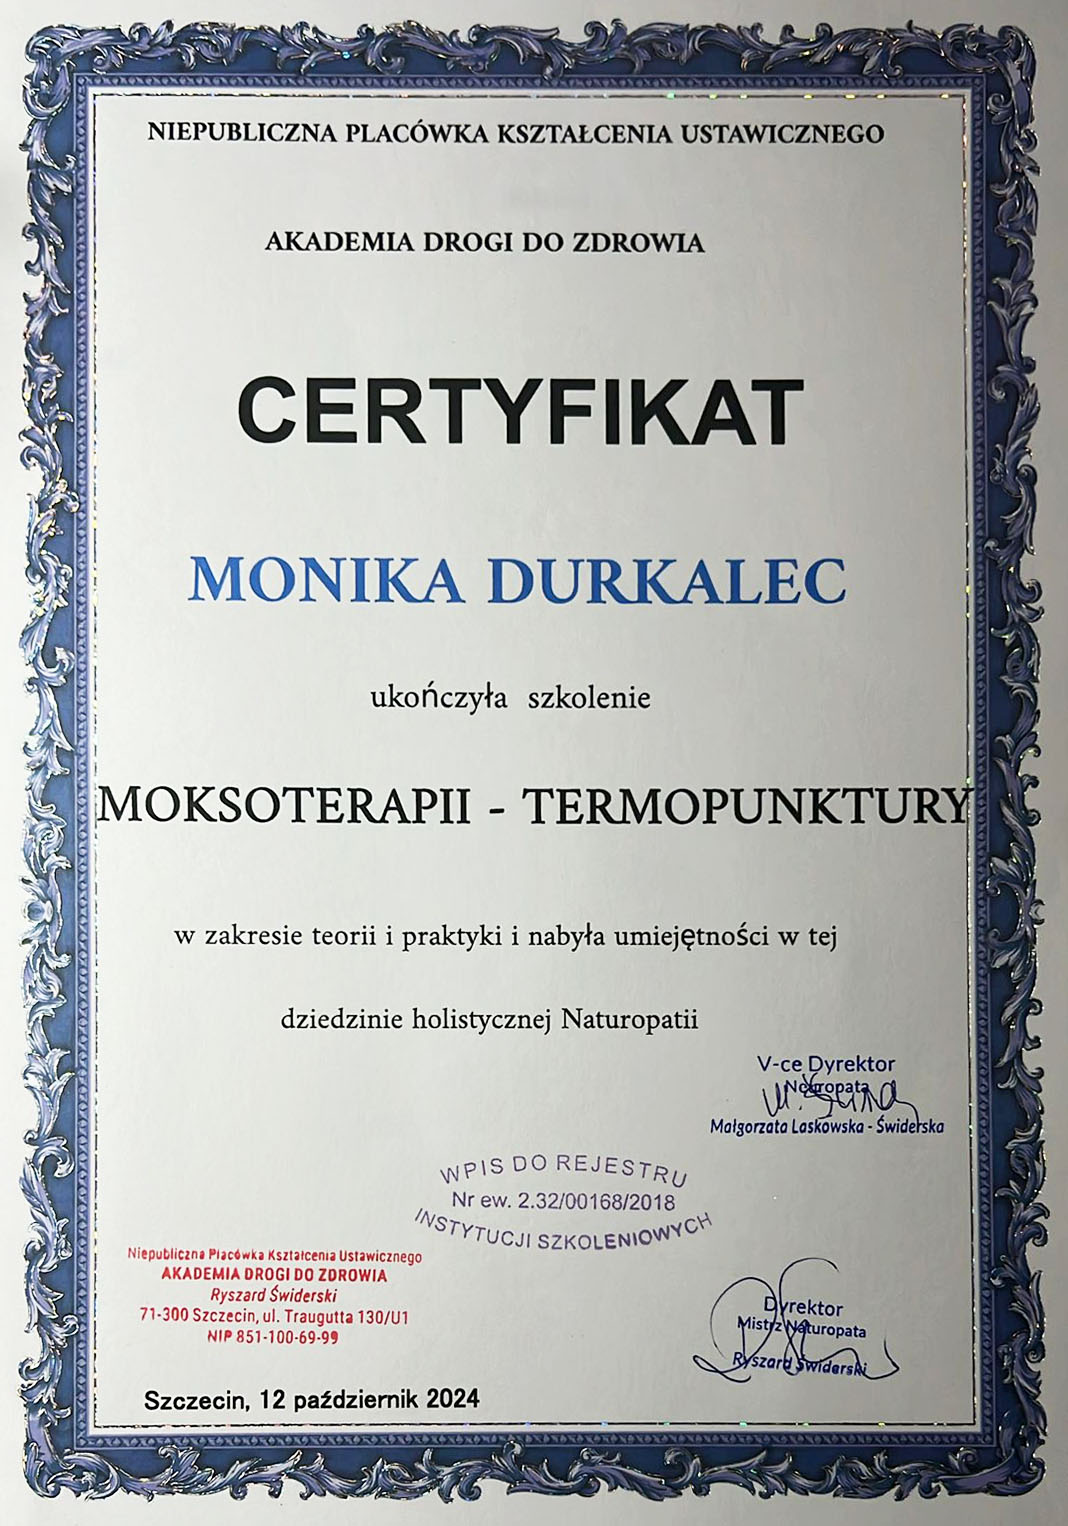 NIEPUBLICZNA PLACÓWKA KSZTAŁCENIA USTAWICZNEGO
AKADEMIA DROGI DO ZDROWIA
CERTYFIKAT
MONIKA DURKALEC
ukończyła szkolenie
MOKSOTERAPII - TERMOPUNKTURY
w zakresie teorii i praktyki i nabyła umiejętności w tej
dziedzinie holistycznej Naturopatii
V-ce Dyrektor
Naturopata
Małgorzata Laskowska - Świderska
WPIS DO REJESTRU
Nr ew. 2.32/00168/2018
INSTYTUCJI SZKOLENIOWYCH
Niepubliczna Placówka Kształcenia Ustawicznego
AKADEMIA DROGI DO ZDROWIA
Ryszard Świderski
71-300 Szczecin, ul. Traugutta 130/U1
NIP 851-100-69-99
Dyrektor
Mistrz Naturopata
Ryszard Świderski
Szczecin, 12 październik 2024